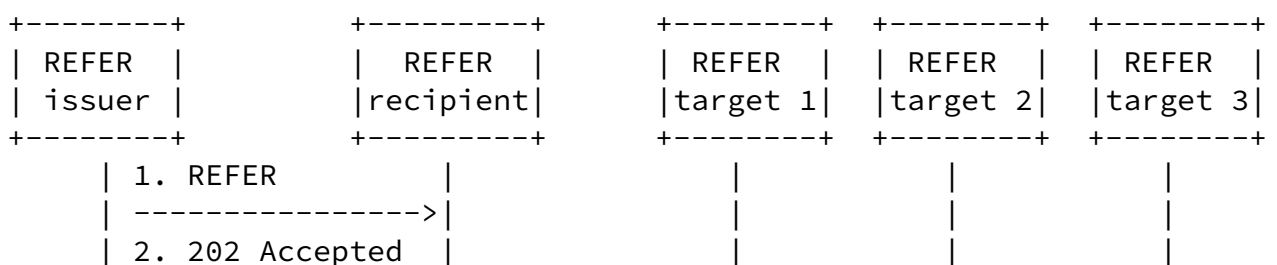 +--------+         +---------+      +--------+  +--------+  +--------+
| REFER  |         |  REFER  |      | REFER  |  | REFER  |  | REFER  |
| issuer |         |recipient|      |target 1|  |target 2|  |target 3|
+--------+         +---------+      +--------+  +--------+  +--------+
     | 1. REFER         |               |           |           |
     | ---------------->|               |           |           |
     | 2. 202 Accepted  |               |           |           |